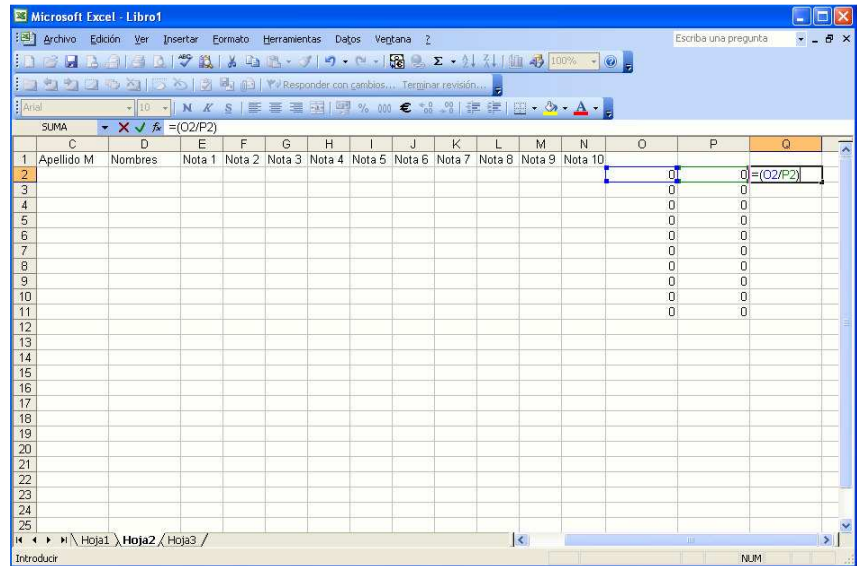 Microsoft Excel - Libro1
Archivo Edición Ver Insertar Formato Herramientas Datos Ventana ? Escriba una pregunta
100%
Responder con cambios... Terminar revisión...
Arial 10 N K S % 000 €
SUMA fx =(O2/P2)
C D E F G H I J K L M N O P Q
1 Apellido M Nombres Nota 1 Nota 2 Nota 3 Nota 4 Nota 5 Nota 6 Nota 7 Nota 8 Nota 9 Nota 10
2 0 0 =(O2/P2)
3 0 0
4 0 0
5 0 0
6 0 0
7 0 0
8 0 0
9 0 0
10 0 0
11 0 0
12
13
14
15
16
17
18
19
20
21
22
23
24
25
Hoja1 Hoja2 Hoja3
Introducir NUM